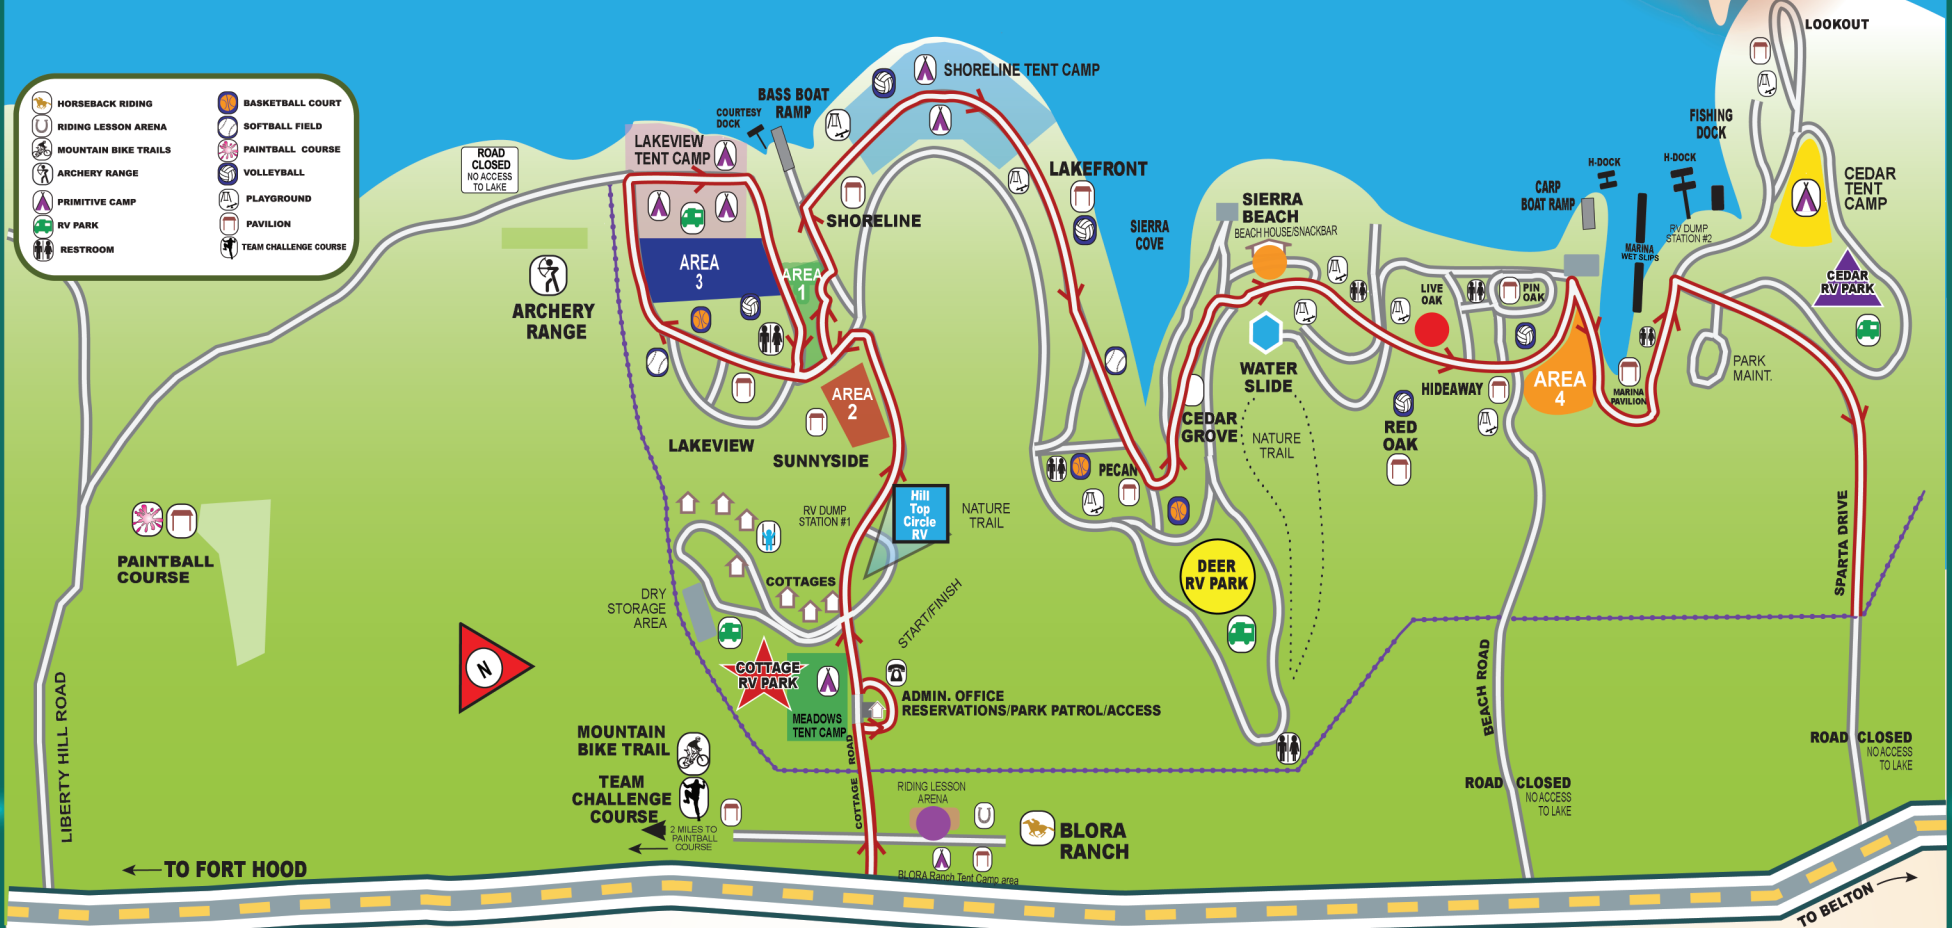 HORSEBACK RIDING
RIDING LESSON ARENA
MOUNTAIN BIKE TRAILS
ARCHERY RANGE
PRIMITIVE CAMP
RV PARK
RESTROOM
BASKETBALL COURT
SOFTBALL FIELD
PAINTBALL COURSE
VOLLEYBALL
PLAYGROUND
PAVILION
TEAM CHALLENGE COURSE
ROAD
CLOSED
NO ACCESS
TO LAKE
LAKEVIEW
TENT CAMP
COURTESY
DOCK
BASS BOAT
RAMP
SHORELINE TENT CAMP
SHORELINE
LAKEFRONT
SIERRA
COVE
SIERRA
BEACH
BEACH HOUSE/SNACKBAR
CARP
BOAT RAMP
H-DOCK
H-DOCK
FISHING
DOCK
LOOKOUT
CEDAR
TENT
CAMP
RV DUMP
STATION #2
MARINA
WET SLIPS
CEDAR
RV PARK
AREA
3
AREA
1
ARCHERY
RANGE
AREA
2
LAKEVIEW
SUNNYSIDE
LIVE
OAK
PIN
OAK
WATER
SLIDE
HIDEAWAY
AREA
4
MARINA
PAVILION
PARK
MAINT.
CEDAR
GROVE
NATURE
TRAIL
RED
OAK
PECAN
Hill
Top
Circle
RV
RV DUMP
STATION #1
NATURE
TRAIL
PAINTBALL
COURSE
COTTAGES
DRY
STORAGE
AREA
START/FINISH
DEER
RV PARK
SPARTA DRIVE
N
COTTAGE
RV PARK
MEADOWS
TENT CAMP
ADMIN. OFFICE
RESERVATIONS/PARK PATROL/ACCESS
BEACH ROAD
LIBERTY HILL ROAD
MOUNTAIN
BIKE TRAIL
TEAM
CHALLENGE
COURSE
2 MILES TO
PAINTBALL
COURSE
COTTAGE ROAD
RIDING LESSON
ARENA
BLORA
RANCH
BLORA Ranch Tent Camp area
ROAD CLOSED
NO ACCESS
TO LAKE
ROAD CLOSED
NO ACCESS
TO LAKE
TO FORT HOOD
TO BELTON